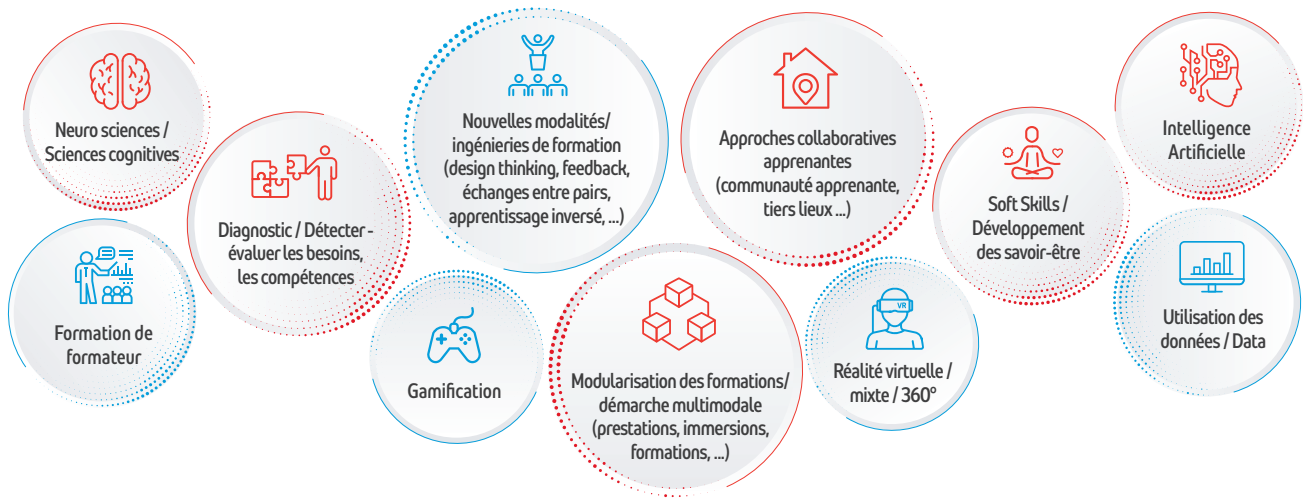 Neuro sciences /
Sciences cognitives
Formation de
formateur
Diagnostic / Détecter -
évaluer les besoins,
les compétences
Nouvelles modalités/
ingénieries de formation
(design thinking, feedback,
échanges entre pairs,
apprentissage inversé, ...)
Gamification
Approches collaboratives
apprenantes
(communauté apprenante,
tiers lieux ...)
Modularisation des formations/
démarche multimodale
(prestations, immersions,
formations, ...)
VR
Réalité virtuelle /
mixte / 360°
Soft Skills /
Développement
des savoir-être
Intelligence
Artificielle
Utilisation des
données / Data